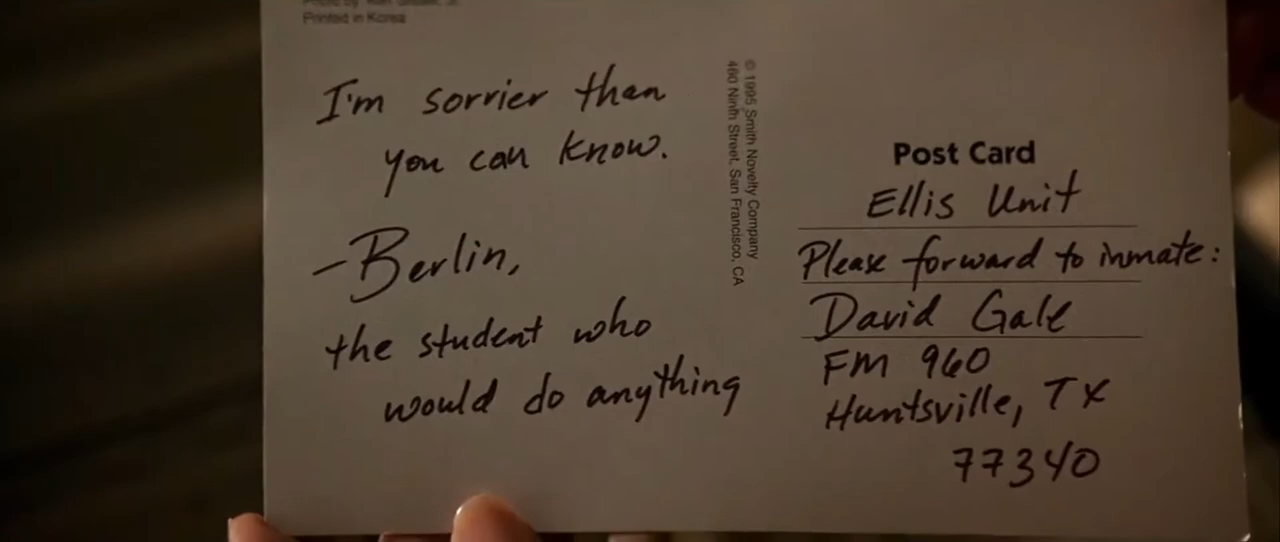 Printed in Korea
I'm sorrier than
you can know.
-Berlin,
the student who
would do anything
© 1995 Smith Novelty Company
460 Ninth Street, San Francisco, CA
Post Card
Ellis Unit
Please forward to inmate:
David Gale
FM 960
Huntsville, TX
77340